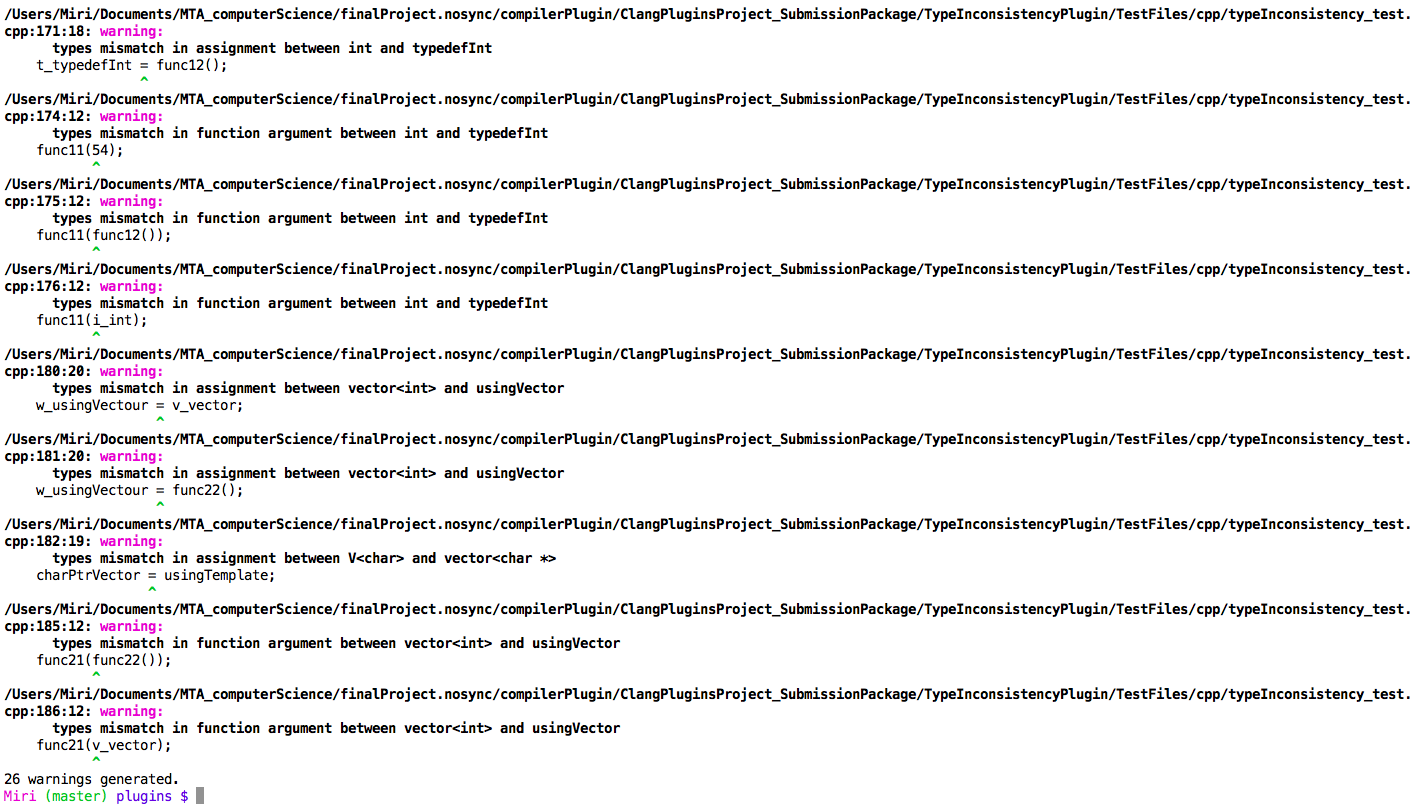 /Users/Miri/Documents/MTA_computerScience/finalProject.nosync/compilerPlugin/ClangPluginsProject_SubmissionPackage/TypeInconsistencyPlugin/TestFiles/cpp/typeInconsistency_test.
cpp:171:18: warning:
      types mismatch in assignment between int and typedefInt
    t_typedefInt = func12();
                 ^
/Users/Miri/Documents/MTA_computerScience/finalProject.nosync/compilerPlugin/ClangPluginsProject_SubmissionPackage/TypeInconsistencyPlugin/TestFiles/cpp/typeInconsistency_test.
cpp:174:12: warning:
      types mismatch in function argument between int and typedefInt
    func11(54);
           ^
/Users/Miri/Documents/MTA_computerScience/finalProject.nosync/compilerPlugin/ClangPluginsProject_SubmissionPackage/TypeInconsistencyPlugin/TestFiles/cpp/typeInconsistency_test.
cpp:175:12: warning:
      types mismatch in function argument between int and typedefInt
    func11(func12());
           ^
/Users/Miri/Documents/MTA_computerScience/finalProject.nosync/compilerPlugin/ClangPluginsProject_SubmissionPackage/TypeInconsistencyPlugin/TestFiles/cpp/typeInconsistency_test.
cpp:176:12: warning:
      types mismatch in function argument between int and typedefInt
    func11(i_int);
           ^
/Users/Miri/Documents/MTA_computerScience/finalProject.nosync/compilerPlugin/ClangPluginsProject_SubmissionPackage/TypeInconsistencyPlugin/TestFiles/cpp/typeInconsistency_test.
cpp:180:20: warning:
      types mismatch in assignment between vector<int> and usingVector
    w_usingVectour = v_vector;
                   ^
/Users/Miri/Documents/MTA_computerScience/finalProject.nosync/compilerPlugin/ClangPluginsProject_SubmissionPackage/TypeInconsistencyPlugin/TestFiles/cpp/typeInconsistency_test.
cpp:181:20: warning:
      types mismatch in assignment between vector<int> and usingVector
    w_usingVectour = func22();
                   ^
/Users/Miri/Documents/MTA_computerScience/finalProject.nosync/compilerPlugin/ClangPluginsProject_SubmissionPackage/TypeInconsistencyPlugin/TestFiles/cpp/typeInconsistency_test.
cpp:182:19: warning:
      types mismatch in assignment between V<char> and vector<char *>
    charPtrVector = usingTemplate;
                  ^
/Users/Miri/Documents/MTA_computerScience/finalProject.nosync/compilerPlugin/ClangPluginsProject_SubmissionPackage/TypeInconsistencyPlugin/TestFiles/cpp/typeInconsistency_test.
cpp:185:12: warning:
      types mismatch in function argument between vector<int> and usingVector
    func21(func22());
           ^
/Users/Miri/Documents/MTA_computerScience/finalProject.nosync/compilerPlugin/ClangPluginsProject_SubmissionPackage/TypeInconsistencyPlugin/TestFiles/cpp/typeInconsistency_test.
cpp:186:12: warning:
      types mismatch in function argument between vector<int> and usingVector
    func21(v_vector);
           ^
26 warnings generated.
Miri (master) plugins $